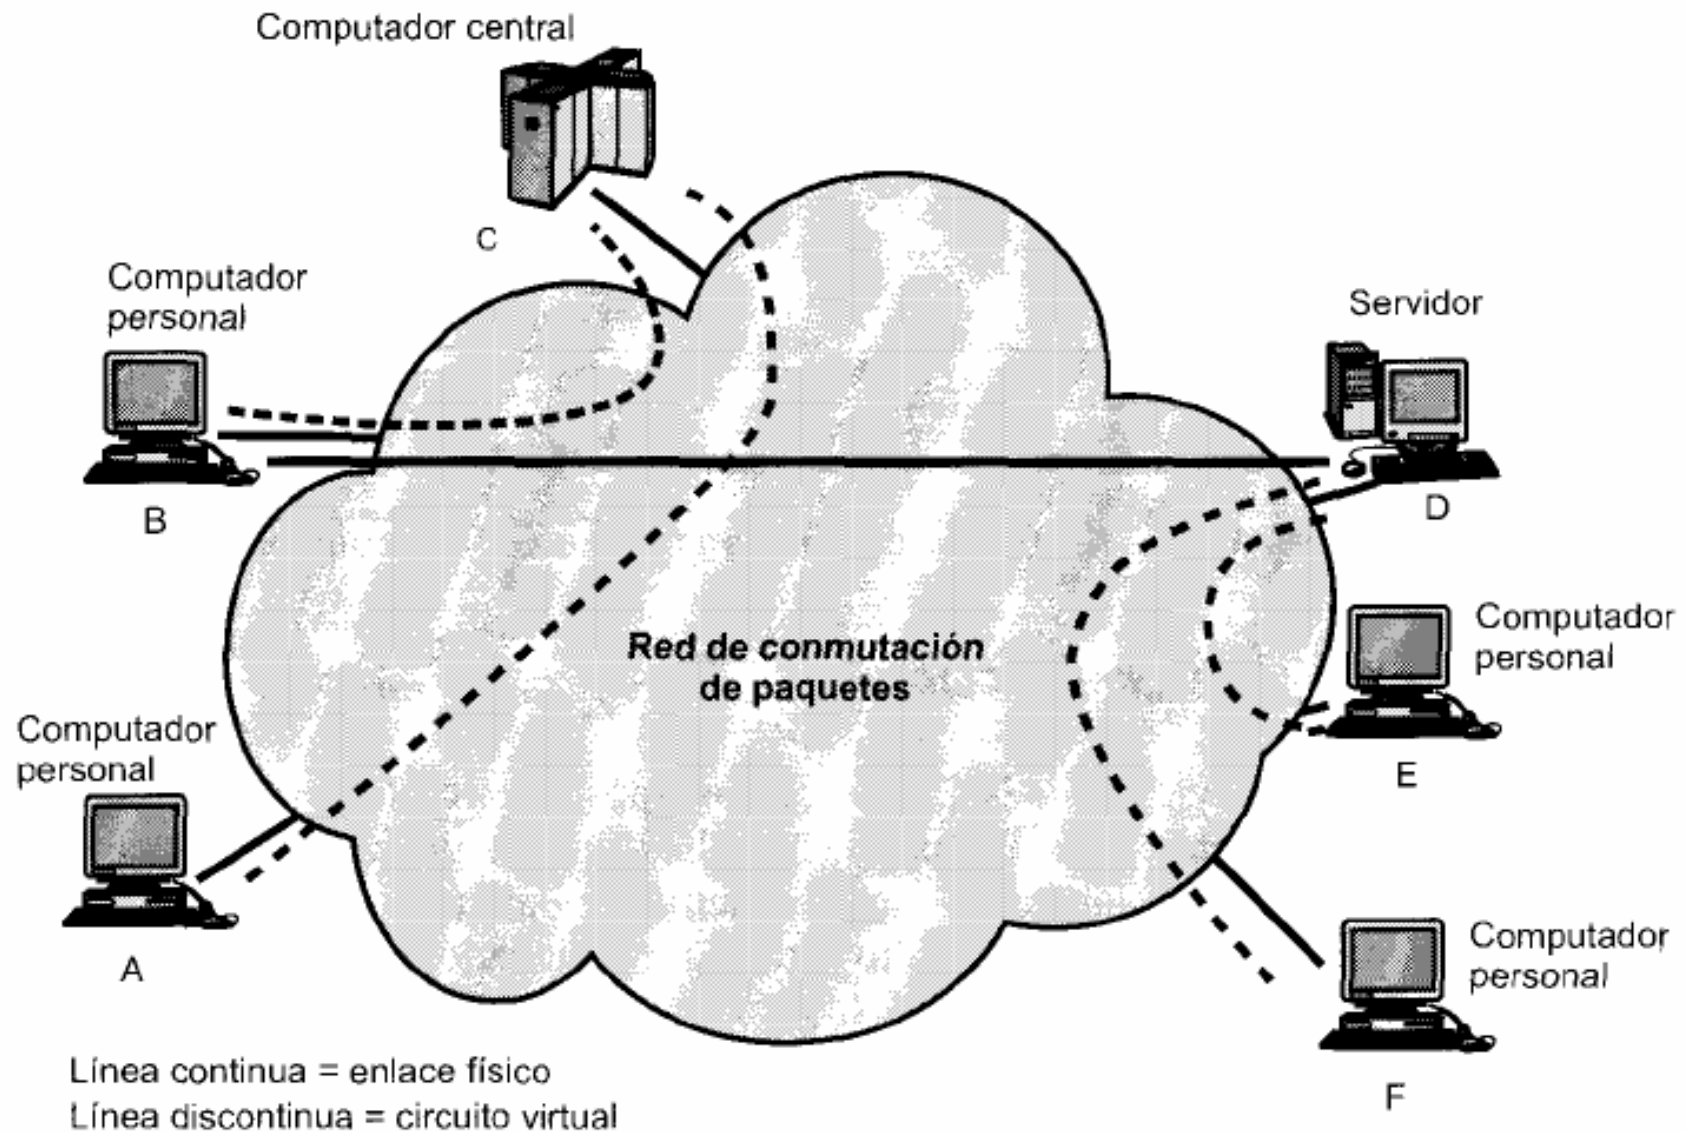 Computador central
C
Computador
personal
B
Servidor
D
Red de conmutación
de paquetes
Computador
personal
E
Computador
personal
A
Computador
personal
F
Línea continua = enlace físico
Línea discontinua = circuito virtual